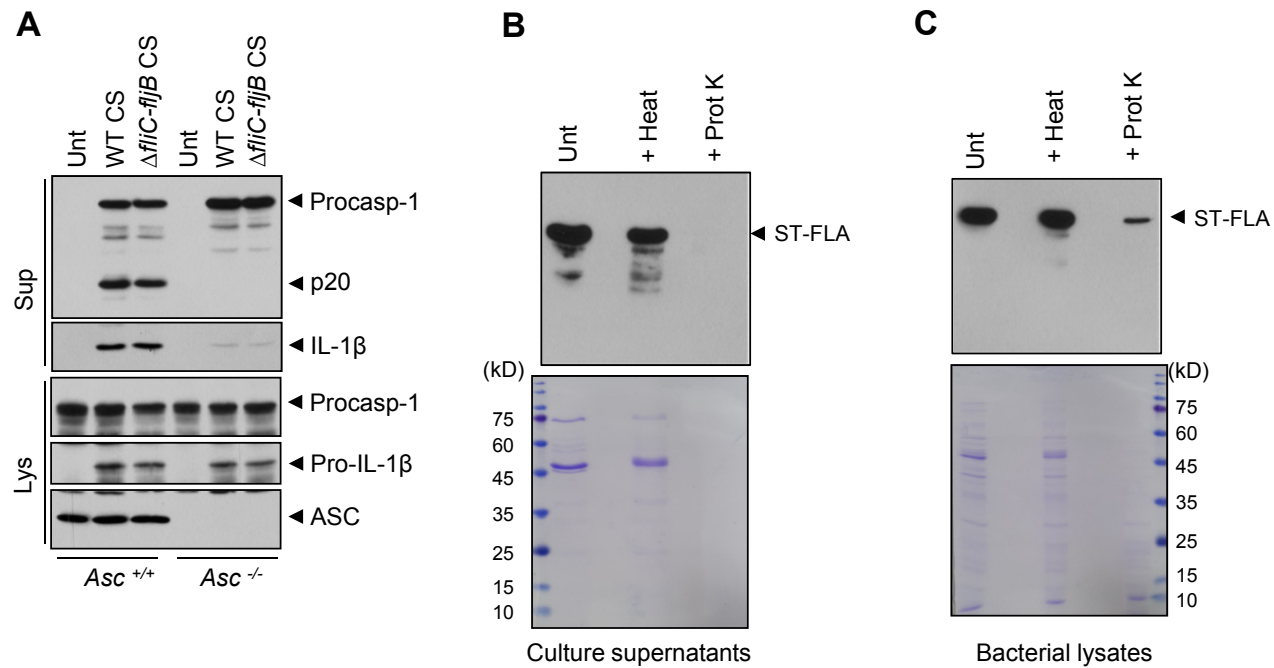 A
Unt
WT CS
ΔfliC-fljB CS
Unt
WT CS
ΔfliC-fljB CS
Sup
Procasp-1
p20
IL-1β
Lys
Procasp-1
Pro-IL-1β
ASC
Asc +/+
Asc -/-
B
Unt
+ Heat
+ Prot K
ST-FLA
(kD)
75
60
45
35
25
15
10
Culture supernatants
C
Unt
+ Heat
+ Prot K
ST-FLA
(kD)
75
60
45
35
25
15
10
Bacterial lysates